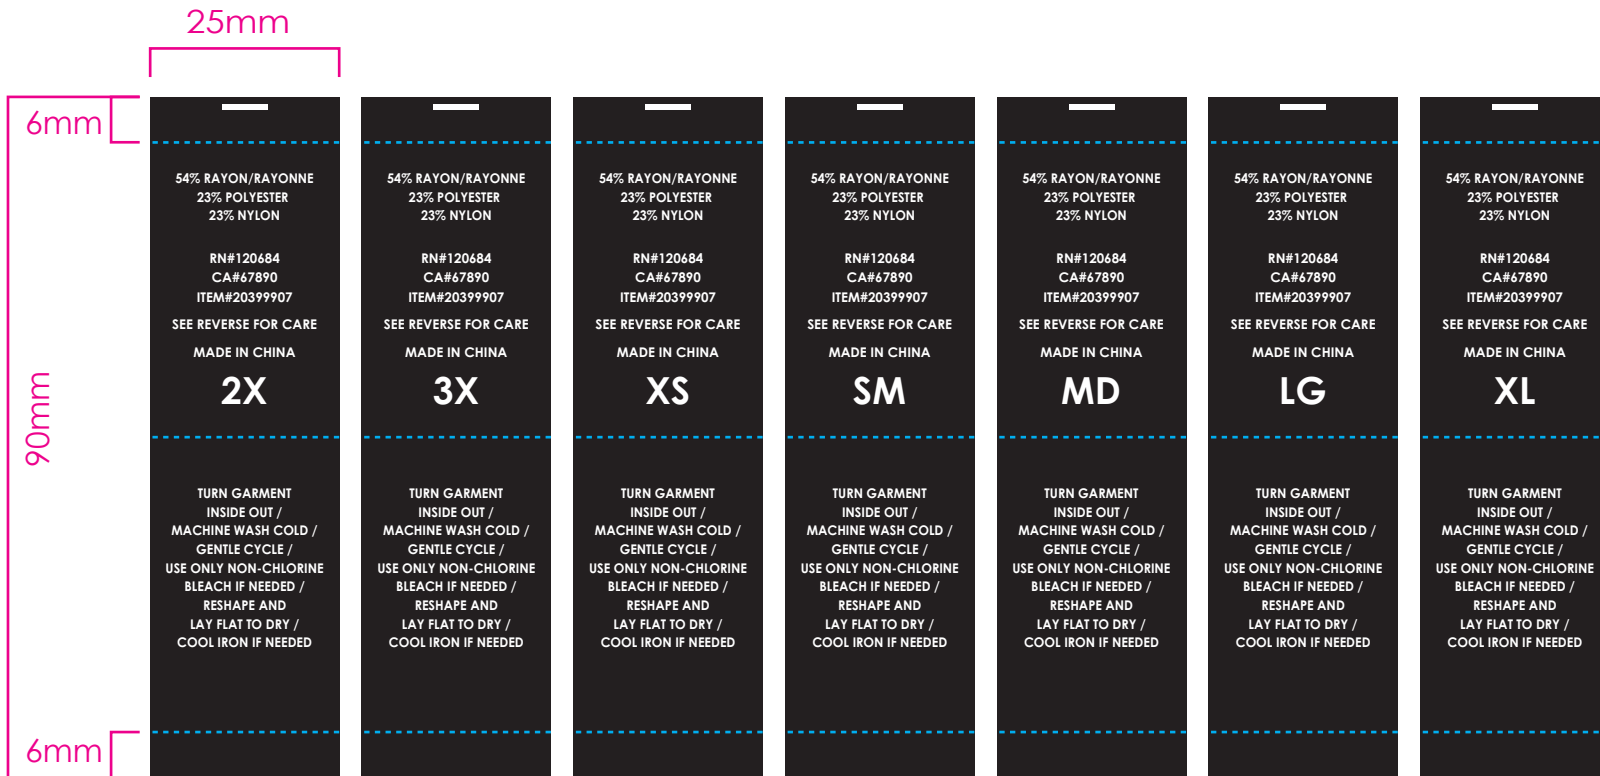 25mm
6mm
90mm
6mm
54% RAYON/RAYONNE
23% POLYESTER
23% NYLON
RN#120684
CA#67890
ITEM#20399907
SEE REVERSE FOR CARE
MADE IN CHINA
2X
TURN GARMENT
INSIDE OUT /
MACHINE WASH COLD /
GENTLE CYCLE /
USE ONLY NON-CHLORINE
BLEACH IF NEEDED /
RESHAPE AND
LAY FLAT TO DRY /
COOL IRON IF NEEDED
54% RAYON/RAYONNE
23% POLYESTER
23% NYLON
RN#120684
CA#67890
ITEM#20399907
SEE REVERSE FOR CARE
MADE IN CHINA
3X
TURN GARMENT
INSIDE OUT /
MACHINE WASH COLD /
GENTLE CYCLE /
USE ONLY NON-CHLORINE
BLEACH IF NEEDED /
RESHAPE AND
LAY FLAT TO DRY /
COOL IRON IF NEEDED
54% RAYON/RAYONNE
23% POLYESTER
23% NYLON
RN#120684
CA#67890
ITEM#20399907
SEE REVERSE FOR CARE
MADE IN CHINA
XS
TURN GARMENT
INSIDE OUT /
MACHINE WASH COLD /
GENTLE CYCLE /
USE ONLY NON-CHLORINE
BLEACH IF NEEDED /
RESHAPE AND
LAY FLAT TO DRY /
COOL IRON IF NEEDED
54% RAYON/RAYONNE
23% POLYESTER
23% NYLON
RN#120684
CA#67890
ITEM#20399907
SEE REVERSE FOR CARE
MADE IN CHINA
SM
TURN GARMENT
INSIDE OUT /
MACHINE WASH COLD /
GENTLE CYCLE /
USE ONLY NON-CHLORINE
BLEACH IF NEEDED /
RESHAPE AND
LAY FLAT TO DRY /
COOL IRON IF NEEDED
54% RAYON/RAYONNE
23% POLYESTER
23% NYLON
RN#120684
CA#67890
ITEM#20399907
SEE REVERSE FOR CARE
MADE IN CHINA
MD
TURN GARMENT
INSIDE OUT /
MACHINE WASH COLD /
GENTLE CYCLE /
USE ONLY NON-CHLORINE
BLEACH IF NEEDED /
RESHAPE AND
LAY FLAT TO DRY /
COOL IRON IF NEEDED
54% RAYON/RAYONNE
23% POLYESTER
23% NYLON
RN#120684
CA#67890
ITEM#20399907
SEE REVERSE FOR CARE
MADE IN CHINA
LG
TURN GARMENT
INSIDE OUT /
MACHINE WASH COLD /
GENTLE CYCLE /
USE ONLY NON-CHLORINE
BLEACH IF NEEDED /
RESHAPE AND
LAY FLAT TO DRY /
COOL IRON IF NEEDED
54% RAYON/RAYONNE
23% POLYESTER
23% NYLON
RN#120684
CA#67890
ITEM#20399907
SEE REVERSE FOR CARE
MADE IN CHINA
XL
TURN GARMENT
INSIDE OUT /
MACHINE WASH COLD /
GENTLE CYCLE /
USE ONLY NON-CHLORINE
BLEACH IF NEEDED /
RESHAPE AND
LAY FLAT TO DRY /
COOL IRON IF NEEDED